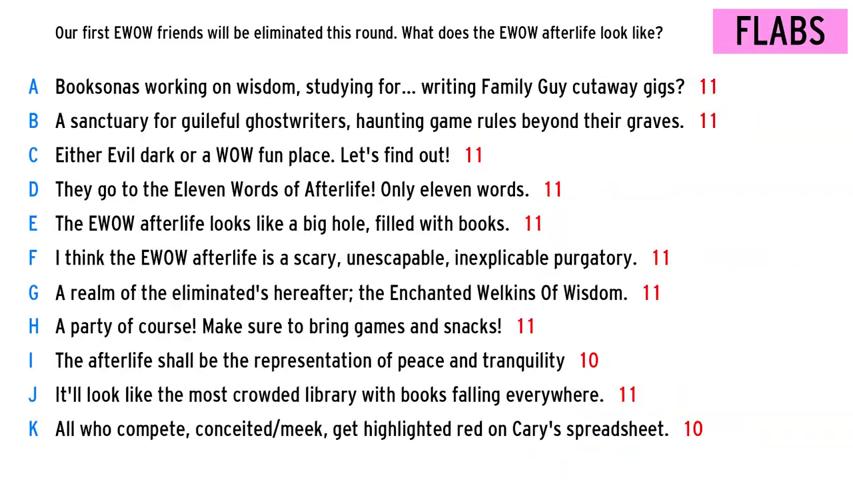 Our first EWOW friends will be eliminated this round. What does the EWOW afterlife look like?
FLABS
A Booksonas working on wisdom, studying for... writing Family Guy cutaway gigs? 11
B A sanctuary for guileful ghostwriters, haunting game rules beyond their graves. 11
C Either Evil dark or a WOW fun place. Let's find out! 11
D They go to the Eleven Words of Afterlife! Only eleven words. 11
E The EWOW afterlife looks like a big hole, filled with books. 11
F I think the EWOW afterlife is a scary, unescapable, inexplicable purgatory. 11
G A realm of the eliminated's hereafter; the Enchanted Welkins Of Wisdom. 11
H A party of course! Make sure to bring games and snacks! 11
I The afterlife shall be the representation of peace and tranquility 10
J It'll look like the most crowded library with books falling everywhere. 11
K All who compete, conceited/meek, get highlighted red on Cary's spreadsheet. 10